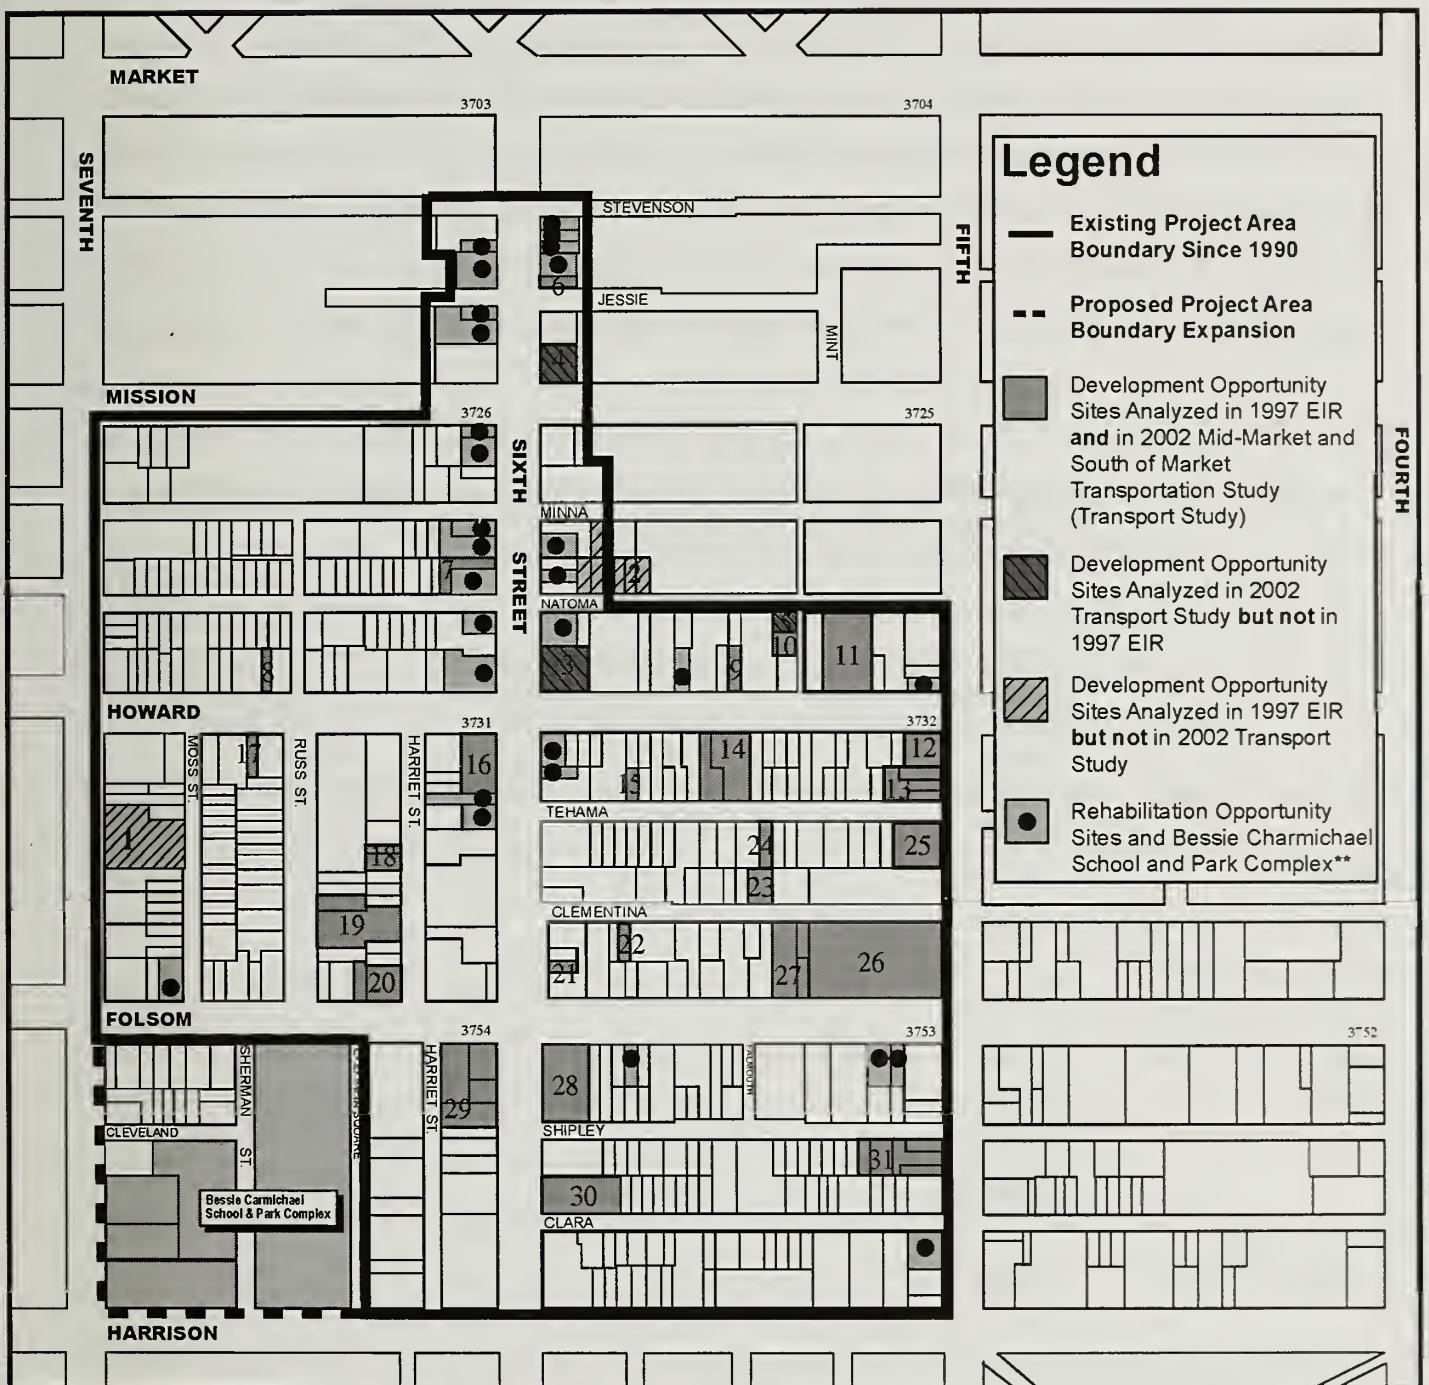 MARKET
3703
3704
SEVENTH
Legend
STEVENSON
FIFTH
Existing Project Area
Boundary Since 1990
6
JESSIE
Proposed Project Area
Boundary Expansion
MINT
4
Development Opportunity
Sites Analyzed in 1997 EIR
and in 2002 Mid-Market and
South of Market
Transportation Study
(Transport Study)
MISSION
3726
3725
SIXTH
STREET
FOURTH
MINNA
7
2
Development Opportunity
Sites Analyzed in 2002
Transport Study but not in
1997 EIR
NATOMA
8
3
9
10
11
Development Opportunity
Sites Analyzed in 1997 EIR
but not in 2002 Transport
Study
HOWARD
3731
3732
MOSS ST.
17
RUSS ST.
HARRIET ST.
16
14
12
15
13
Rehabilitation Opportunity
Sites and Bessie Charmichael
School and Park Complex**
TEHAMA
1
18
24
25
23
19
CLEMENTINA
22
21
27
26
20
FOLSOM
3754
3753
3752
SHERMAN
ST.
HARRIET ST.
29
28
FALMOUTH
CLEVELAND
SHIPLEY
31
Bessie Carmichael
School & Park Complex
30
CLARA
HARRISON